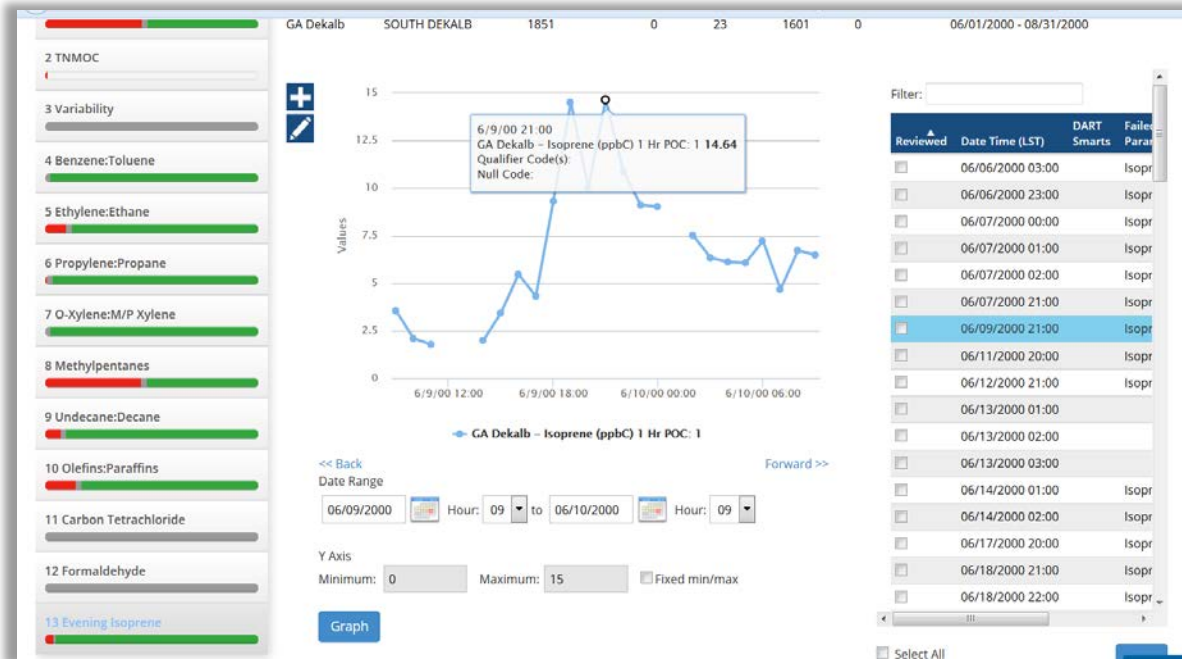 GA Dekalb SOUTH DEKALB 1851 0 23 1601 0 06/01/2000 - 08/31/2000
2 TNMOC
3 Variability
4 Benzene:Toluene
5 Ethylene:Ethane
6 Propylene:Propane
7 O-Xylene:M/P Xylene
8 Methylpentanes
9 Undecane:Decane
10 Olefins:Paraffins
11 Carbon Tetrachloride
12 Formaldehyde
13 Evening Isoprene
15
12.5
10
7.5
5
2.5
0
Values
6/9/00 21:00
GA Dekalb – Isoprene (ppbC) 1 Hr POC: 1 14.64
Qualifier Code(s):
Null Code:
6/9/00 12:00 6/9/00 18:00 6/10/00 00:00 6/10/00 06:00
GA Dekalb – Isoprene (ppbC) 1 Hr POC: 1
<< Back Forward >>
Date Range
06/09/2000 Hour: 09 to 06/10/2000 Hour: 09
Y Axis
Minimum: 0 Maximum: 15 Fixed min/max
Graph
Filter:
Reviewed Date Time (LST) DART Smarts Failed Parar
06/06/2000 03:00 Isopr
06/06/2000 23:00 Isopr
06/07/2000 00:00 Isopr
06/07/2000 01:00 Isopr
06/07/2000 02:00 Isopr
06/07/2000 21:00 Isopr
06/09/2000 21:00 Isopr
06/11/2000 20:00 Isopr
06/12/2000 21:00 Isopr
06/13/2000 01:00
06/13/2000 02:00
06/13/2000 03:00
06/14/2000 01:00 Isopr
06/14/2000 02:00 Isopr
06/17/2000 20:00 Isopr
06/18/2000 21:00 Isopr
06/18/2000 22:00 Isopr
Select All